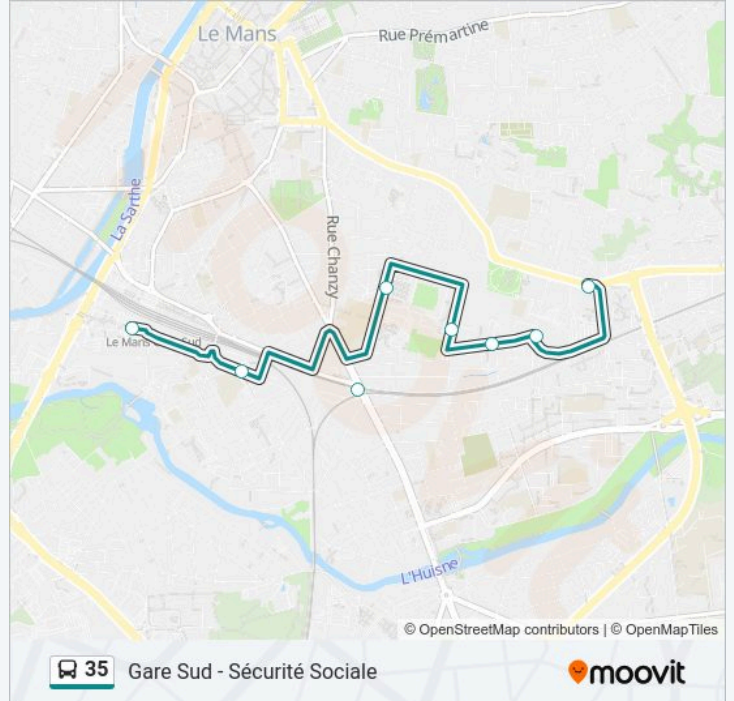 Le Mans
Rue Prémartine
La Sarthe
Rue Chanzy
Le Mans Gare Sud
L'Huisne
© OpenStreetMap contributors | © OpenMapTiles
35 Gare Sud - Sécurité Sociale
moovit